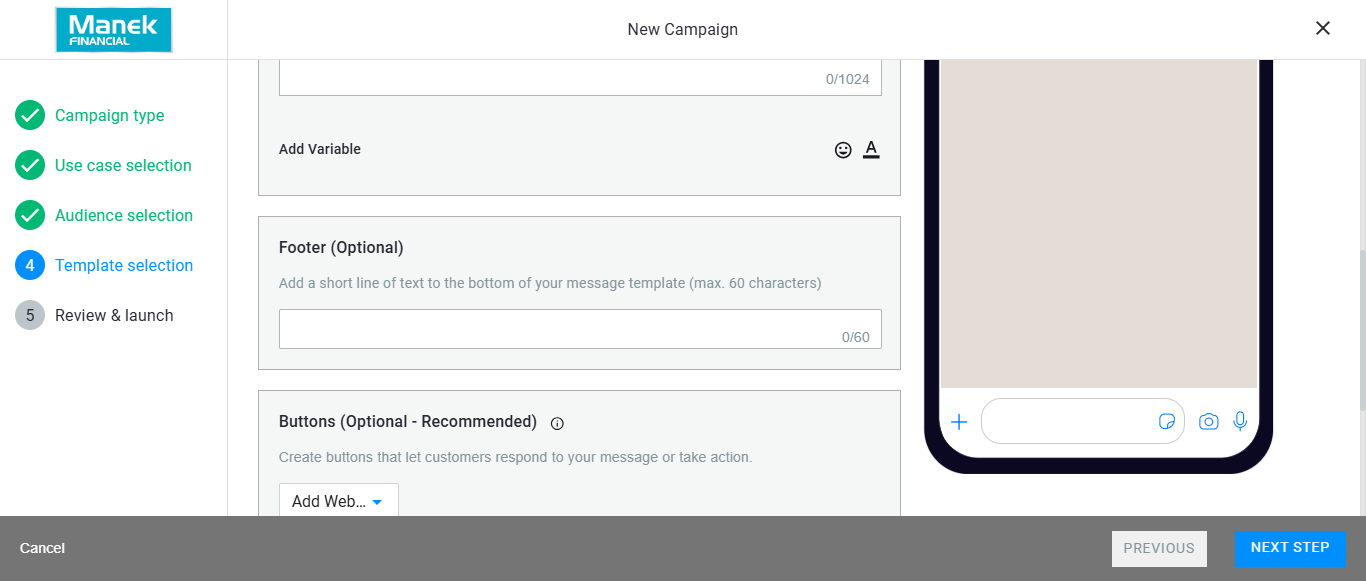 Manek
FINANCIAL
New Campaign
Campaign type
Use case selection
Audience selection
4 Template selection
5 Review & launch
0/1024
Add Variable
A
Footer (Optional)
Add a short line of text to the bottom of your message template (max. 60 characters)
0/60
Buttons (Optional - Recommended)
Create buttons that let customers respond to your message or take action.
Add Web...
Cancel
PREVIOUS
NEXT STEP